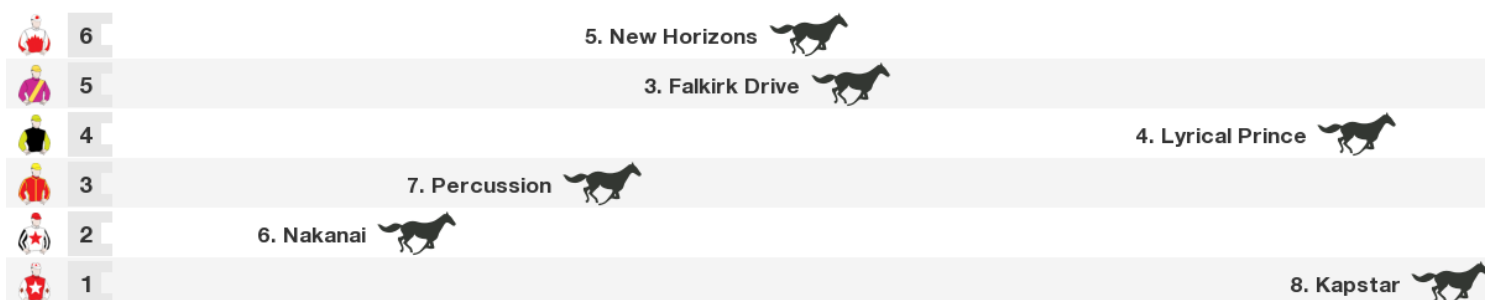 6 5. New Horizons
5 3. Falkirk Drive
4 4. Lyrical Prince
3 7. Percussion
2 6. Nakanai
1 8. Kapstar